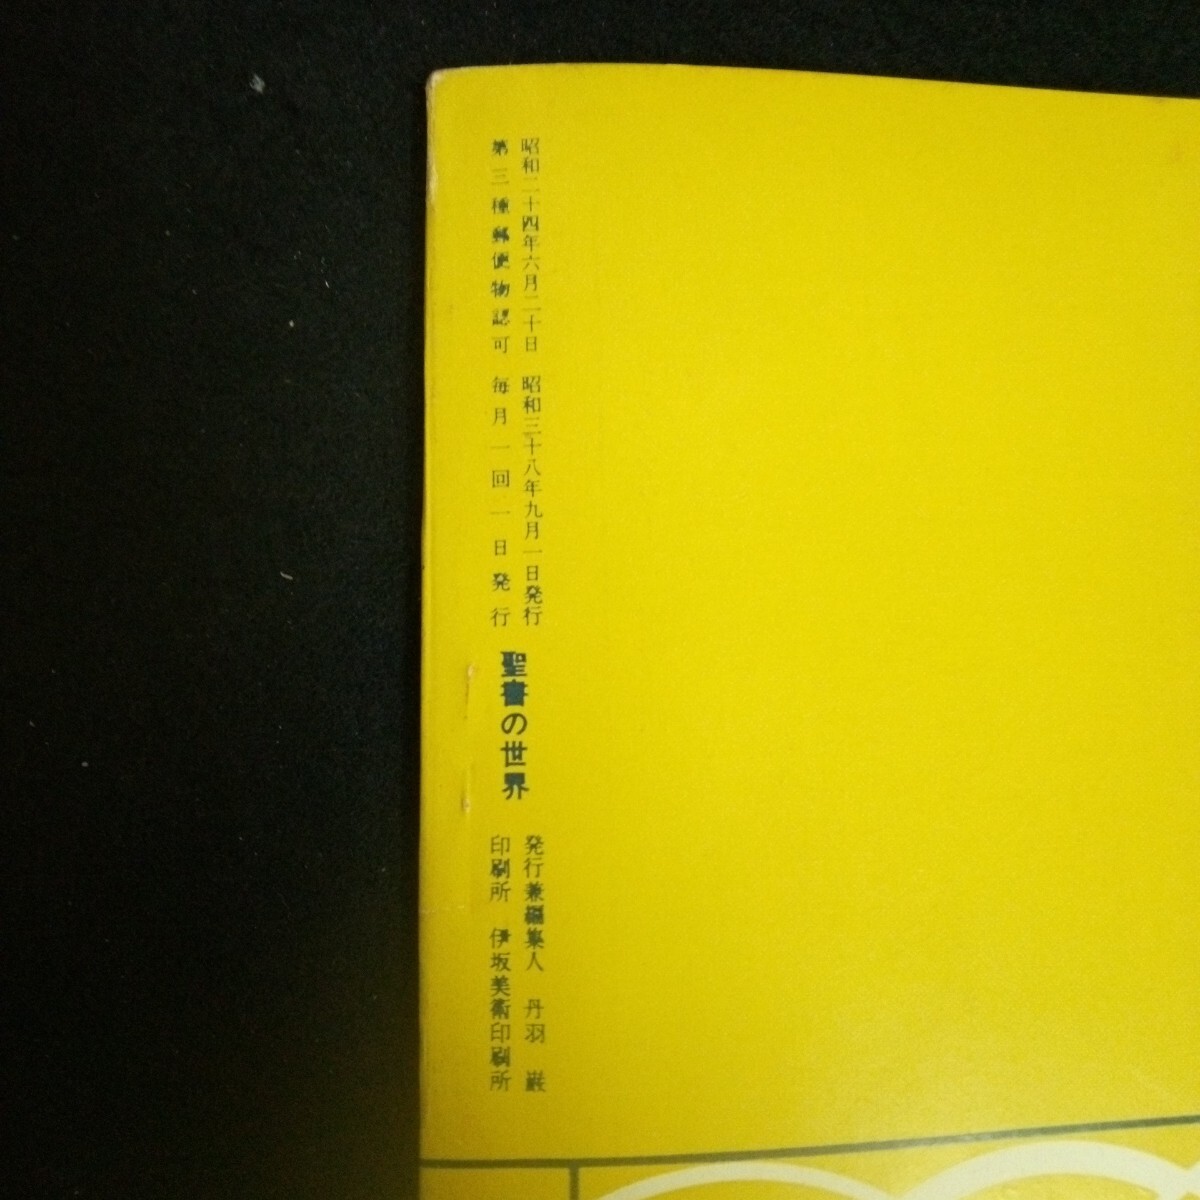 昭和二十四年六月二十日
第三種郵便物認可
昭和三十八年九月一日発行
毎月一回一日発行
聖書の世界
発行兼編集人 丹羽 巌
印刷所 伊坂美術印刷所